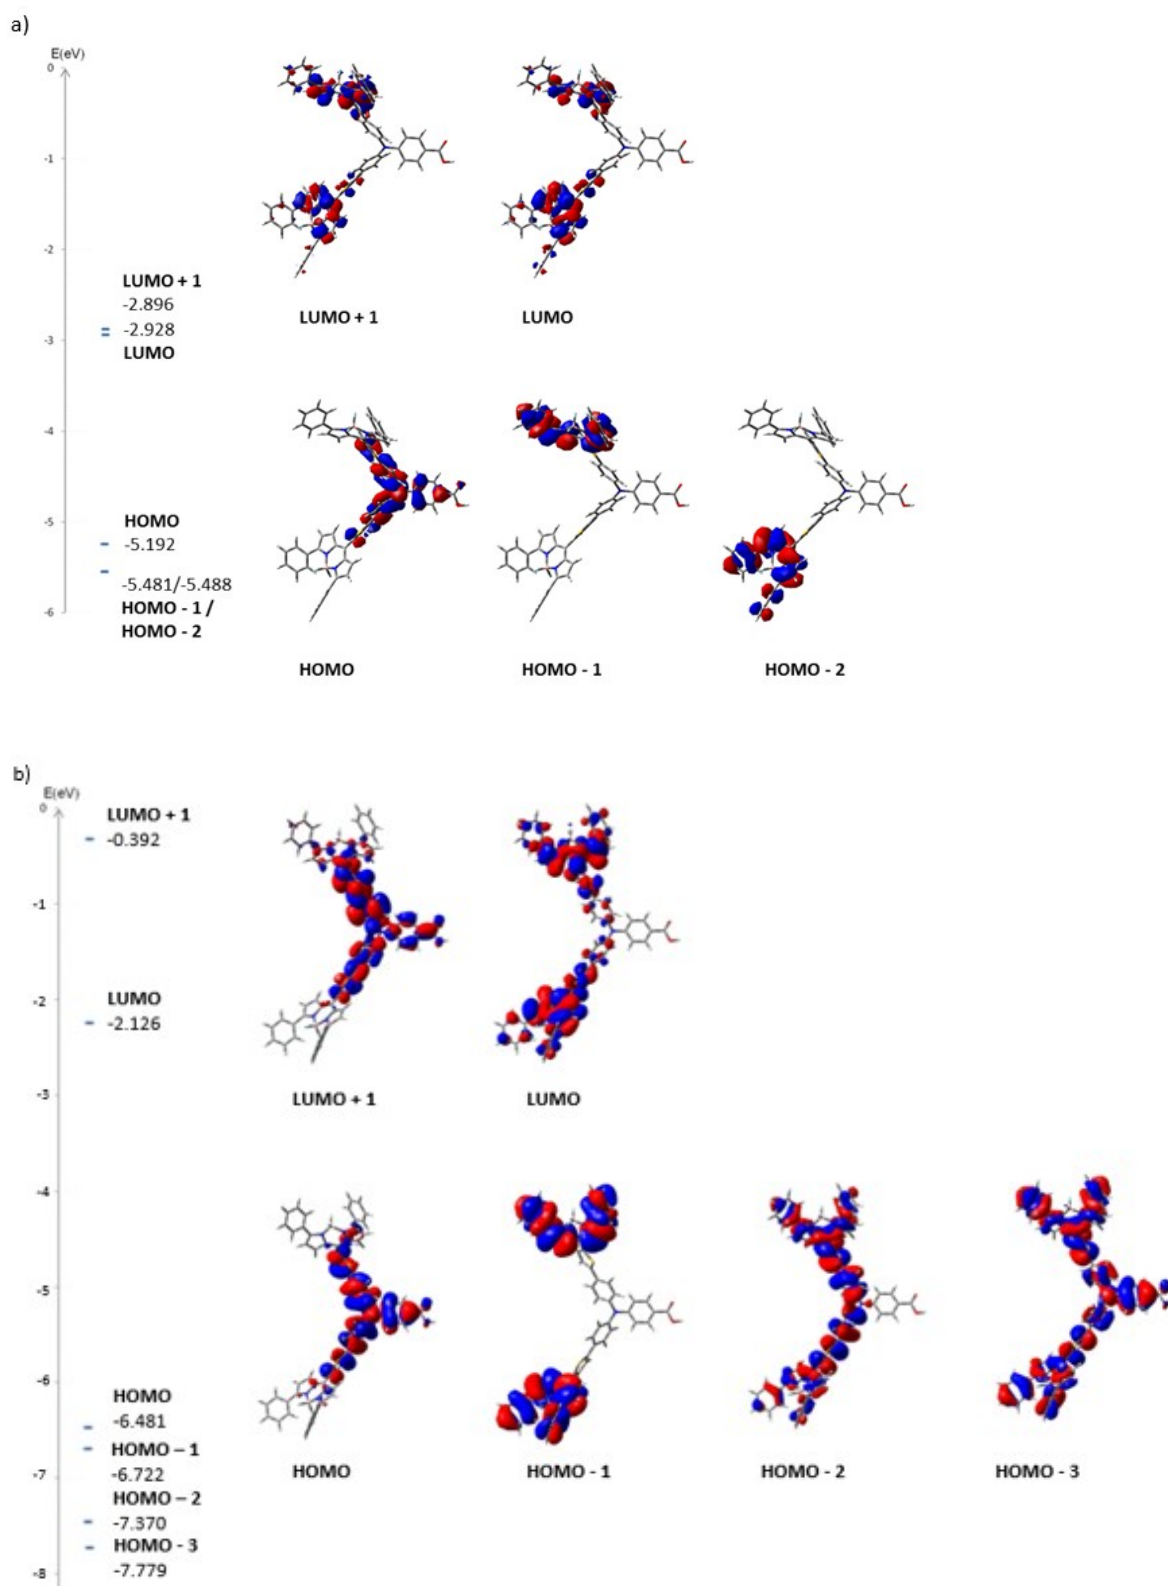 a)
E(eV)
0
-1
-2
LUMO + 1
-2.896
-2.928
-3
LUMO
LUMO + 1
LUMO
-4
-5
HOMO
-5.192
-5.481/-5.488
-6
HOMO - 1 /
HOMO - 2
HOMO
HOMO - 1
HOMO - 2
b)
E(eV)
0
LUMO + 1
-0.392
-1
-2
LUMO
-2.126
-3
LUMO + 1
LUMO
-4
-5
-6
HOMO
-6.481
HOMO – 1
-6.722
-7
HOMO – 2
-7.370
HOMO - 3
-7.779
-8
HOMO
HOMO - 1
HOMO - 2
HOMO - 3